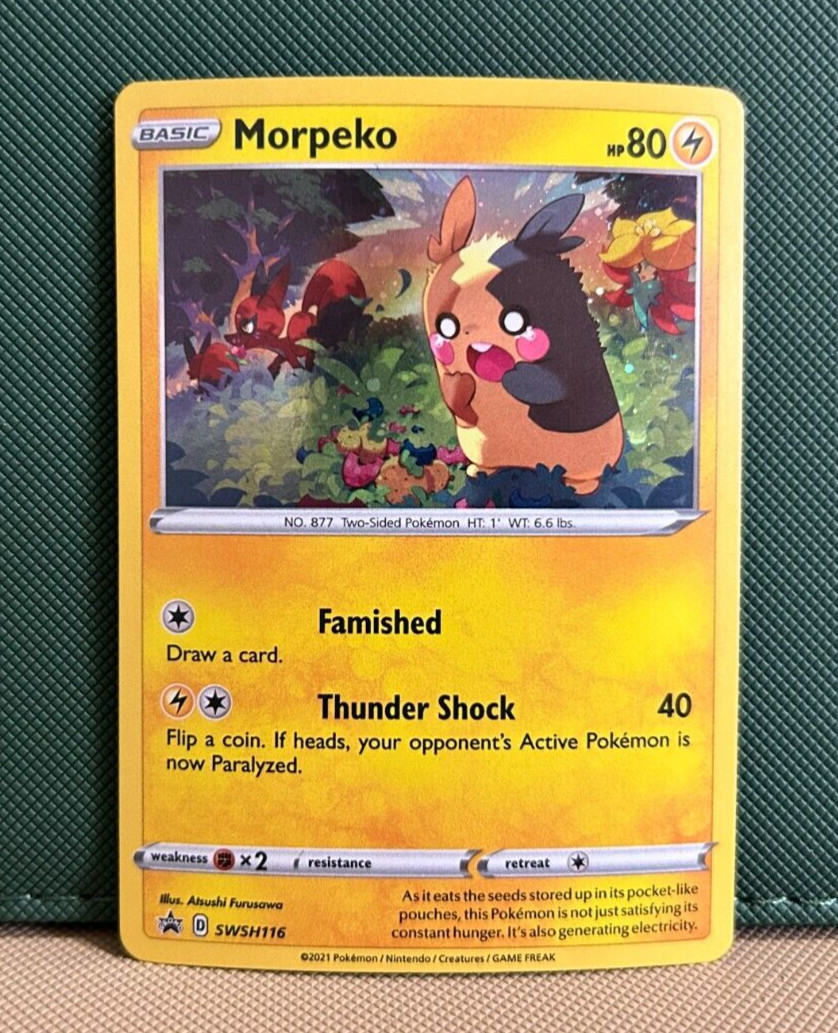 BASIC Morpeko HP 80
NO. 877 Two-Sided Pokémon HT: 1' WT: 6.6 lbs.
Famished
Draw a card.
Thunder Shock 40
Flip a coin. If heads, your opponent's Active Pokémon is
now Paralyzed.
weakness ×2 resistance retreat
Illus. Atsushi Furusawa
D SWSH116
As it eats the seeds stored up in its pocket-like
pouches, this Pokémon is not just satisfying its
constant hunger. It's also generating electricity.
©2021 Pokémon / Nintendo / Creatures / GAME FREAK